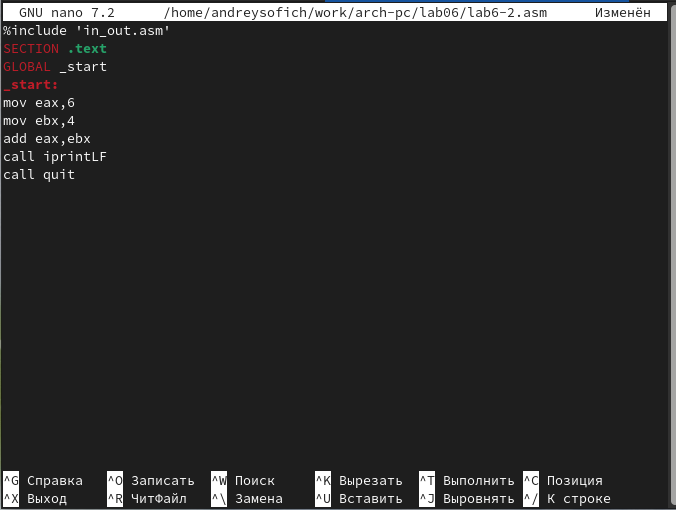 GNU nano 7.2 /home/andreysofich/work/arch-pc/lab06/lab6-2.asm Изменён
%include 'in_out.asm'
SECTION .text
GLOBAL _start
_start:
mov eax,6
mov ebx,4
add eax,ebx
call iprintLF
call quit
^G Справка ^O Записать ^W Поиск ^K Вырезать ^T Выполнить ^C Позиция
^X Выход ^R ЧитФайл ^\ Замена ^U Вставить ^J Выровнять ^/ К строке